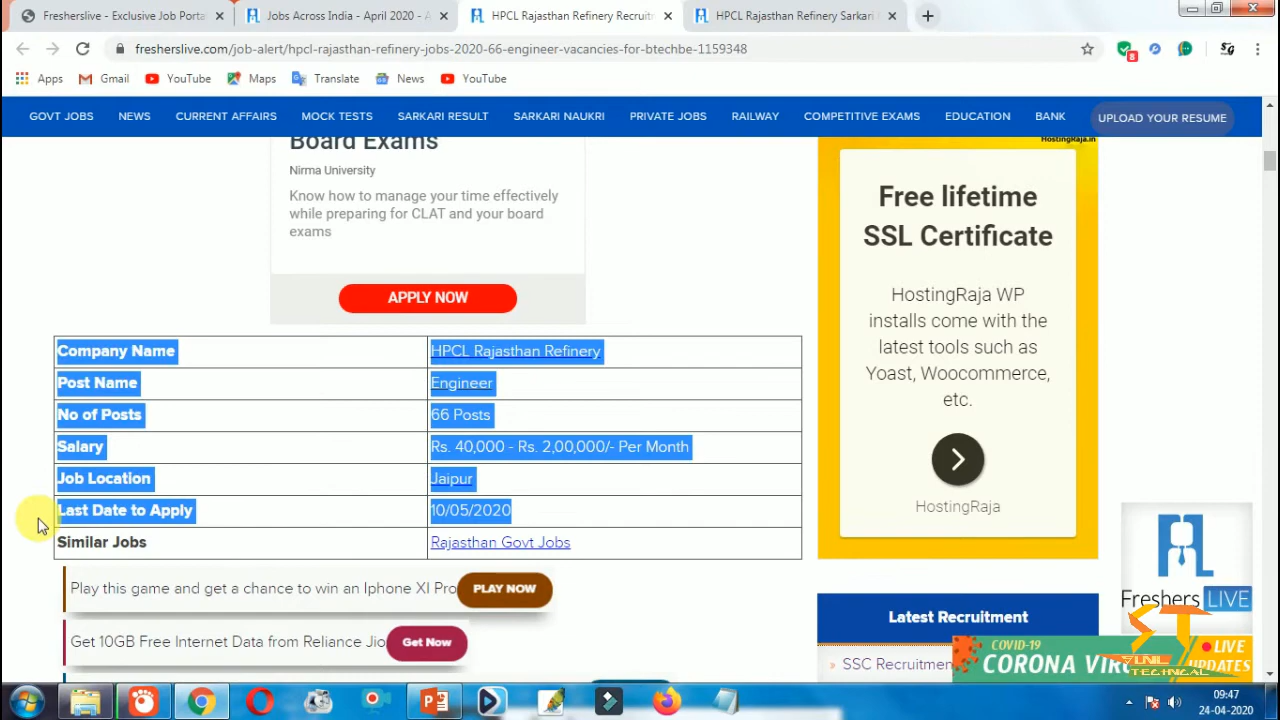 Fresherslive - Exclusive Job Porta
Jobs Across India - April 2020 - A
HPCL Rajasthan Refinery Recruit
HPCL Rajasthan Refinery Sarkari
fresherslive.com/job-alert/hpcl-rajasthan-refinery-jobs-2020-66-engineer-vacancies-for-btechbe-1159348
8
Apps Gmail YouTube Maps Translate News YouTube
GOVT JOBS NEWS CURRENT AFFAIRS MOCK TESTS SARKARI RESULT SARKARI NAUKRI PRIVATE JOBS RAILWAY COMPETITIVE EXAMS EDUCATION BANK UPLOAD YOUR RESUME
Board Exams
Nirma University
Know how to manage your time effectively
while preparing for CLAT and your board
exams
APPLY NOW
HostingRaja.in
Free lifetime
SSL Certificate
HostingRaja WP
installs come with the
latest tools such as
Yoast, Woocommerce,
etc.
HostingRaja
Company Name HPCL Rajasthan Refinery
Post Name Engineer
No of Posts 66 Posts
Salary Rs. 40,000 - Rs. 2,00,000/- Per Month
Job Location Jaipur
Last Date to Apply 10/05/2020
Similar Jobs Rajasthan Govt Jobs
Play this game and get a chance to win an Iphone XI Pro PLAY NOW
Get 10GB Free Internet Data from Reliance Jio Get Now
Latest Recruitment
» SSC Recruitmen
Freshers LIVE
COVID-19
CORONA VIR
LIVE
UPDATES
ST
SUNIL
TECHNICAL
09:47
24-04-2020